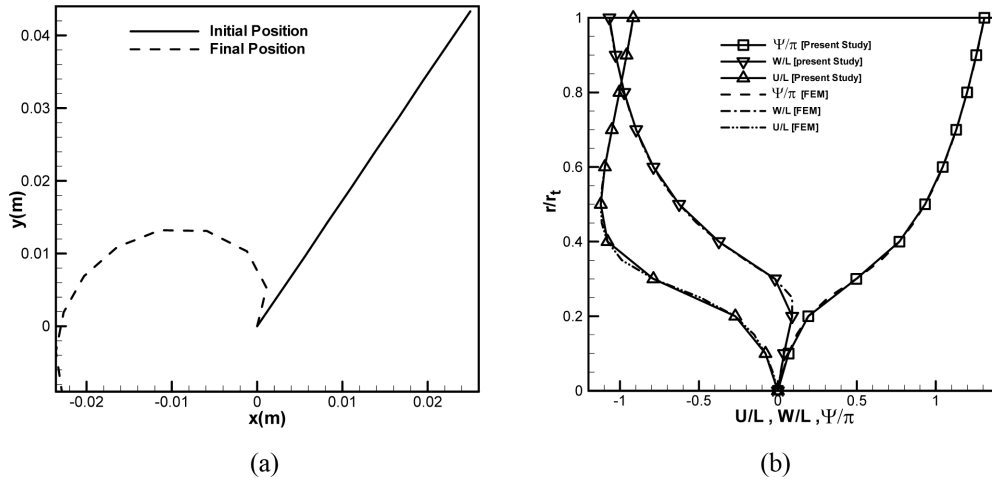 0.04
0.03
0.02
0.01
0
y(m)
Initial Position
Final Position
-0.02
-0.01
0
0.01
0.02
x(m)
(a)
1
0.8
0.6
0.4
0.2
0
r/rt
Ψ/π [Present Study]
W/L [present Study]
U/L [Present Study]
Ψ/π [FEM]
W/L [FEM]
U/L [FEM]
-1
-0.5
0
0.5
1
U/L , W/L ,Ψ/π
(b)